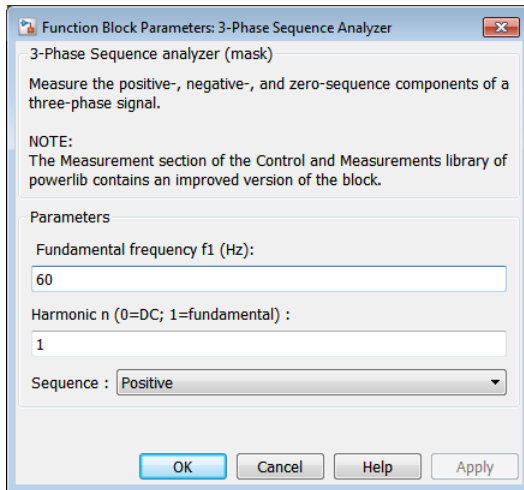 Function Block Parameters: 3-Phase Sequence Analyzer
3-Phase Sequence analyzer (mask)
Measure the positive-, negative-, and zero-sequence components of a
three-phase signal.
NOTE:
The Measurement section of the Control and Measurements library of
powerlib contains an improved version of the block.
Parameters
Fundamental frequency f1 (Hz):
60
Harmonic n (0=DC; 1=fundamental) :
1
Sequence : Positive
OK Cancel Help Apply